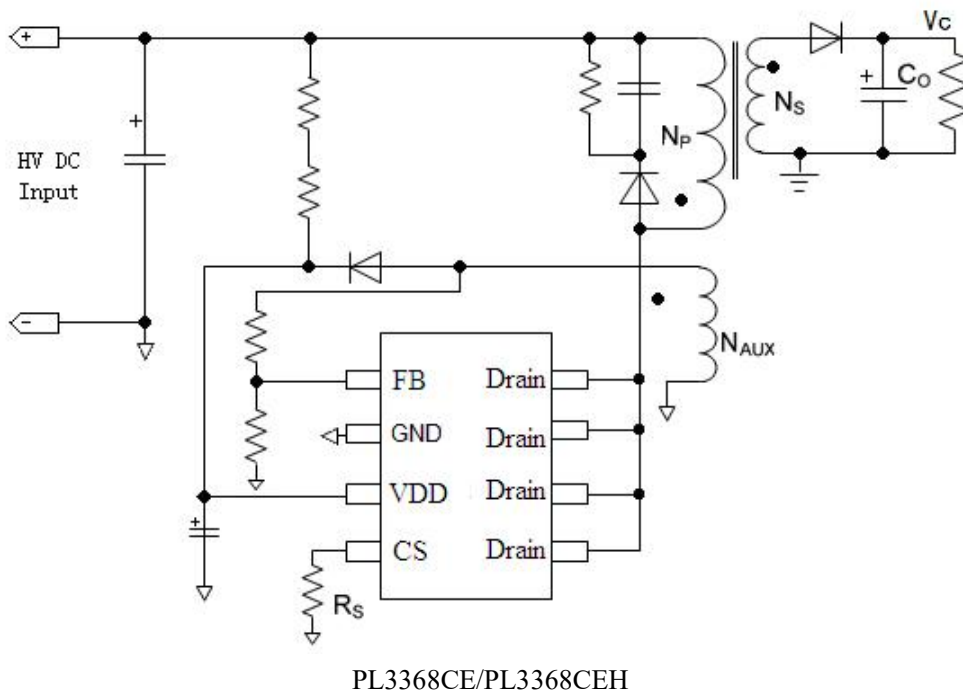 +
Vc
+
Co
NS
NP
+
HV DC
Input
-
NAUX
FB
Drain
GND
Drain
VDD
Drain
+
CS
Drain
RS
PL3368CE/PL3368CEH